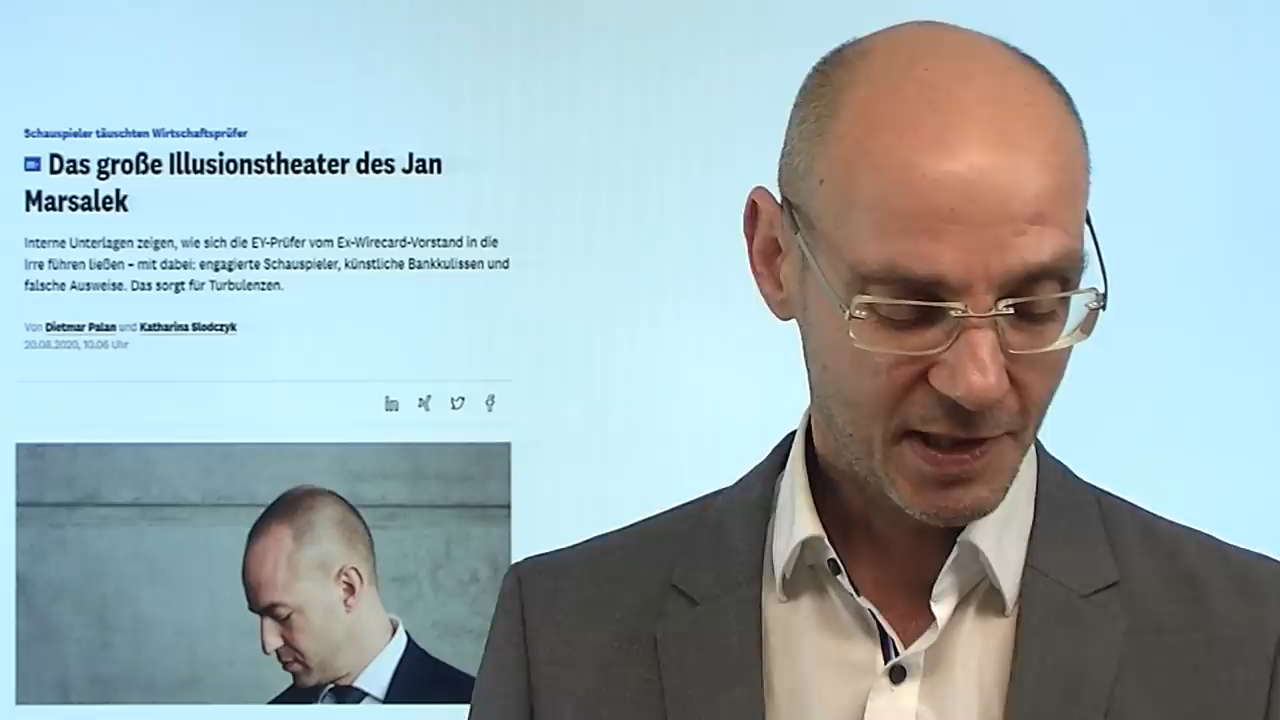 Schauspieler täuschten Wirtschaftsprüfer
Das große Illusionstheater des Jan
Marsalek
Interne Unterlagen zeigen, wie sich die EY-Prüfer vom Ex-Wirecard-Vorstand in die
Irre führen ließen – mit dabei: engagierte Schauspieler, künstliche Bankkulissen und
falsche Ausweise. Das sorgt für Turbulenzen.
Von Dietmar Palan und Katharina Slodczyk
20.08.2020, 10.06 Uhr